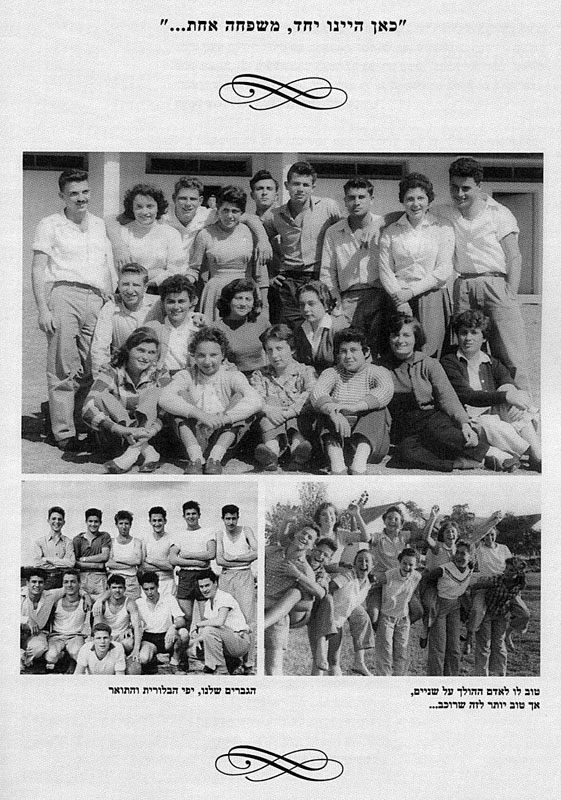 "כאן היינו יחד, משפחה אחת..."
הגברים שלנו, יפי הבלורית והתואר
טוב לו לאדם ההולך על שניים,
אך טוב יותר לזה שרוכב...